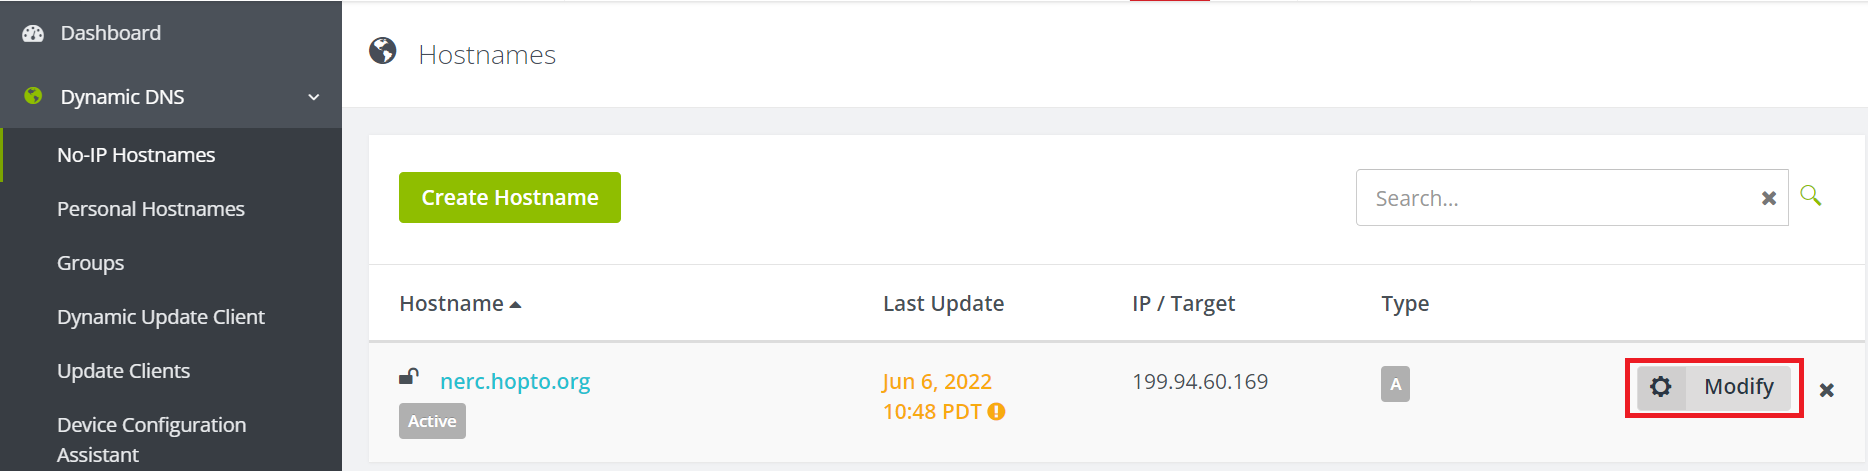 Dashboard
Dynamic DNS
No-IP Hostnames
Personal Hostnames
Groups
Dynamic Update Client
Update Clients
Device Configuration
Assistant
Hostnames
Create Hostname
Search...
Hostname Last Update IP / Target Type
nerc.hopto.org Jun 6, 2022 199.94.60.169 A Modify
Active 10:48 PDT